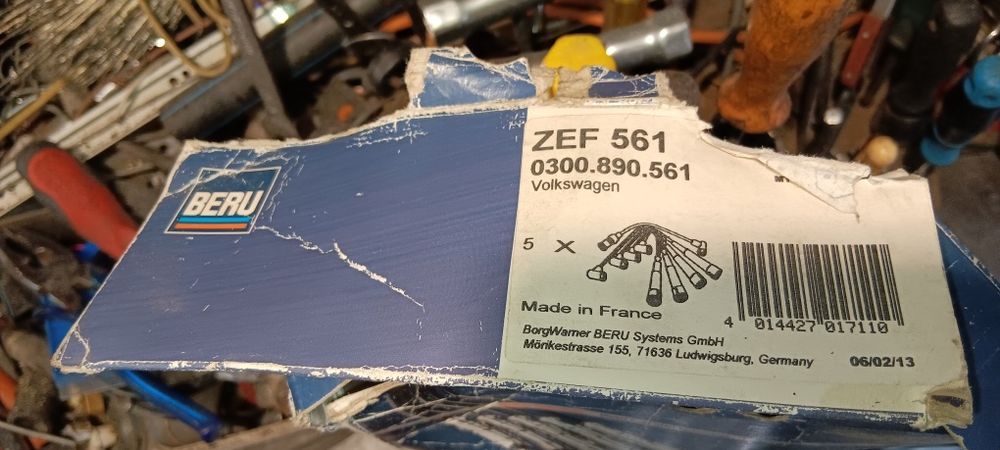 BERU
ZEF 561
0300.890.561
Volkswagen
5 X
Made in France
4 014427 017110
BorgWarner BERU Systems GmbH
Mörikestrasse 155, 71636 Ludwigsburg, Germany 06/02/13